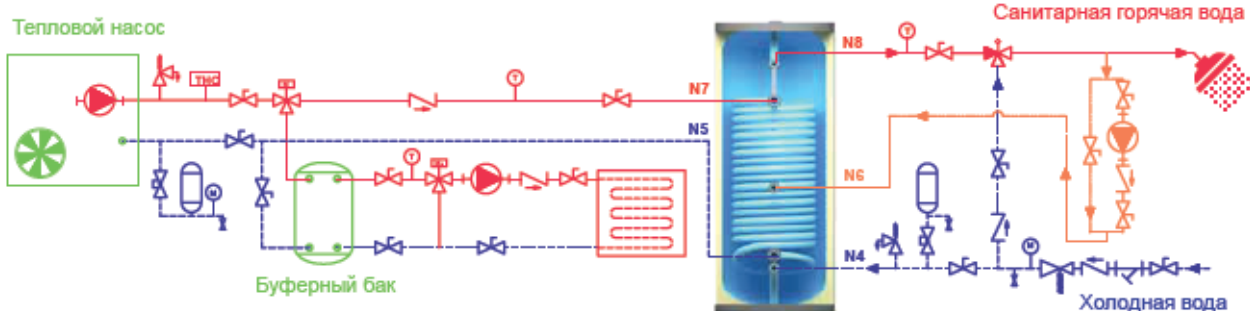 Санитарная горячая вода
Тепловой насос
N8
T
ТНС
T
N7
N5
T
N6
M
N4
M
Буферный бак
Холодная вода